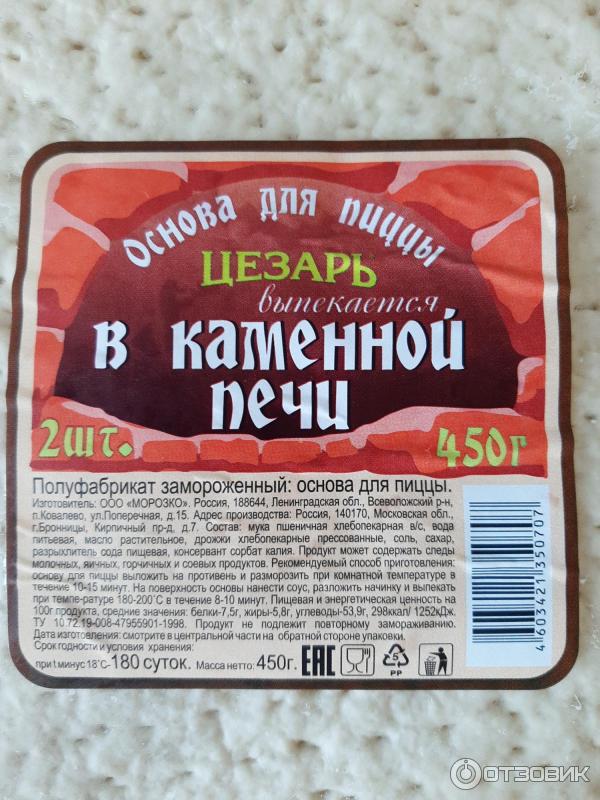 Основа для пиццы
ЦЕЗАРЬ
выпекается
в каменной
печи
2шт.
450г
Полуфабрикат замороженный: основа для пиццы.
Изготовитель: ООО «МОРОЗКО». Россия, 188644, Ленинградская обл., Всеволожский р-н,
п.Ковалево, ул.Поперечная, д.15. Адрес производства: Россия, 140170, Московская обл.,
г.Бронницы, Кирпичный пр-д, д.7. Состав: мука пшеничная хлебопекарная в/с, вода
питьевая, масло растительное, дрожжи хлебопекарные прессованные, соль, сахар,
разрыхлитель сода пищевая, консервант сорбат калия. Продукт может содержать следы
молочных, яичных, горчичных и соевых продуктов. Рекомендуемый способ приготовления:
основу для пиццы выложить на противень и разморозить при комнатной температуре в
течение 10-15 минут. На поверхность основы нанести соус, разложить начинку и выпекать
при темпе-ратуре 180-200°С в течение 8-10 минут. Пищевая и энергетическая ценность на
100г продукта, средние значения: белки-7,5г, жиры-5,8г, углеводы-53,9г, 298ккал/ 1252кДж.
ТУ 10.72.19-008-47955901-1998. Продукт не подлежит повторному замораживанию.
Дата изготовления: смотрите в центральной части на обратной стороне упаковки.
Срок годности и условия хранения:
при t минус 18°С-180 суток. Масса нетто: 450г.
EAC
5
PP
4 603421 350707
ОТЗОВИК